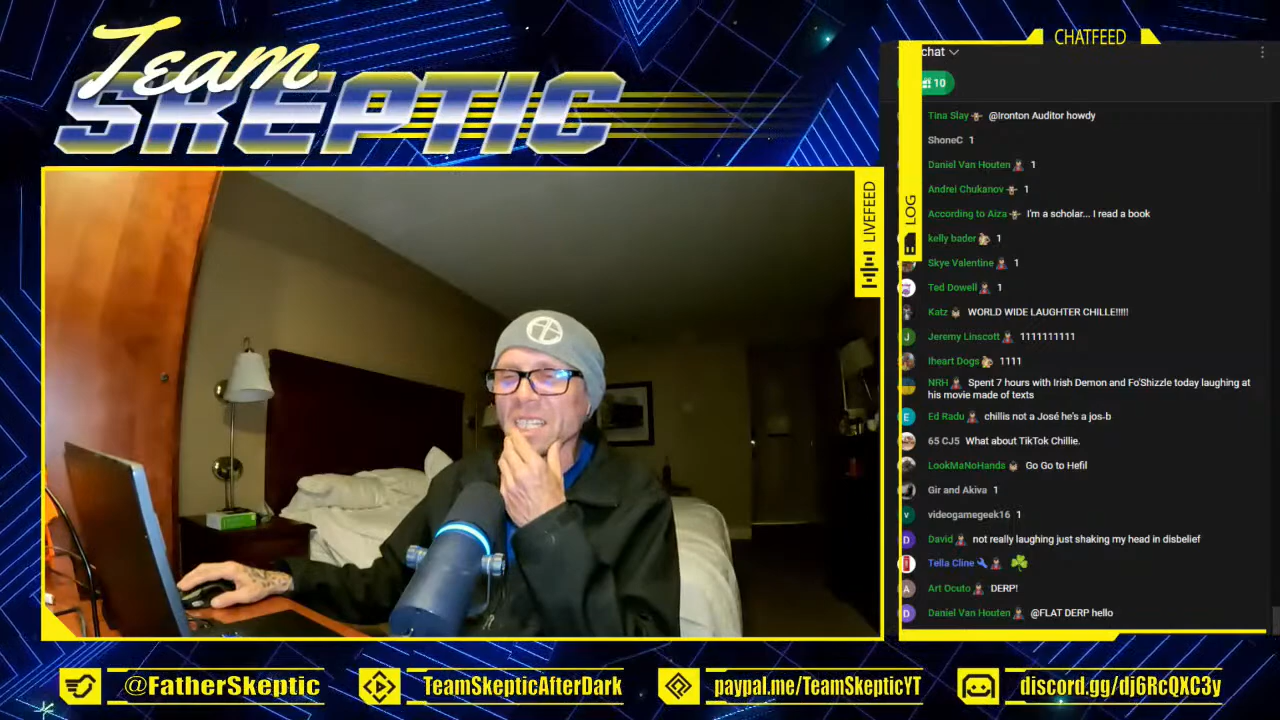 Team
SKEPTIC
CHATFEED
chat
10
Tina Slay @Ironton Auditor howdy
ShoneC 1
Daniel Van Houten 1
Andrei Chukanov 1
According to Aiza I'm a scholar... I read a book
kelly bader 1
Skye Valentine 1
Ted Dowell 1
Katz WORLD WIDE LAUGHTER CHILLE!!!!!
Jeremy Linscott 1111111111
Iheart Dogs 1111
NRH Spent 7 hours with Irish Demon and Fo'Shizzle today laughing at
his movie made of texts
Ed Radu chillis not a José he's a jos-b
65 CJ5 What about TikTok Chillie.
LookMaNoHands Go Go to Hefil
Gir and Akiva 1
videogamegeek16 1
David not really laughing just shaking my head in disbelief
Tella Cline
Art Ocuto DERP!
Daniel Van Houten @FLAT DERP hello
LIVEFEED
LOG
@FatherSkeptic
TeamSkepticAfterDark
paypal.me/TeamSkepticYT
discord.gg/dj6RcQXC3y